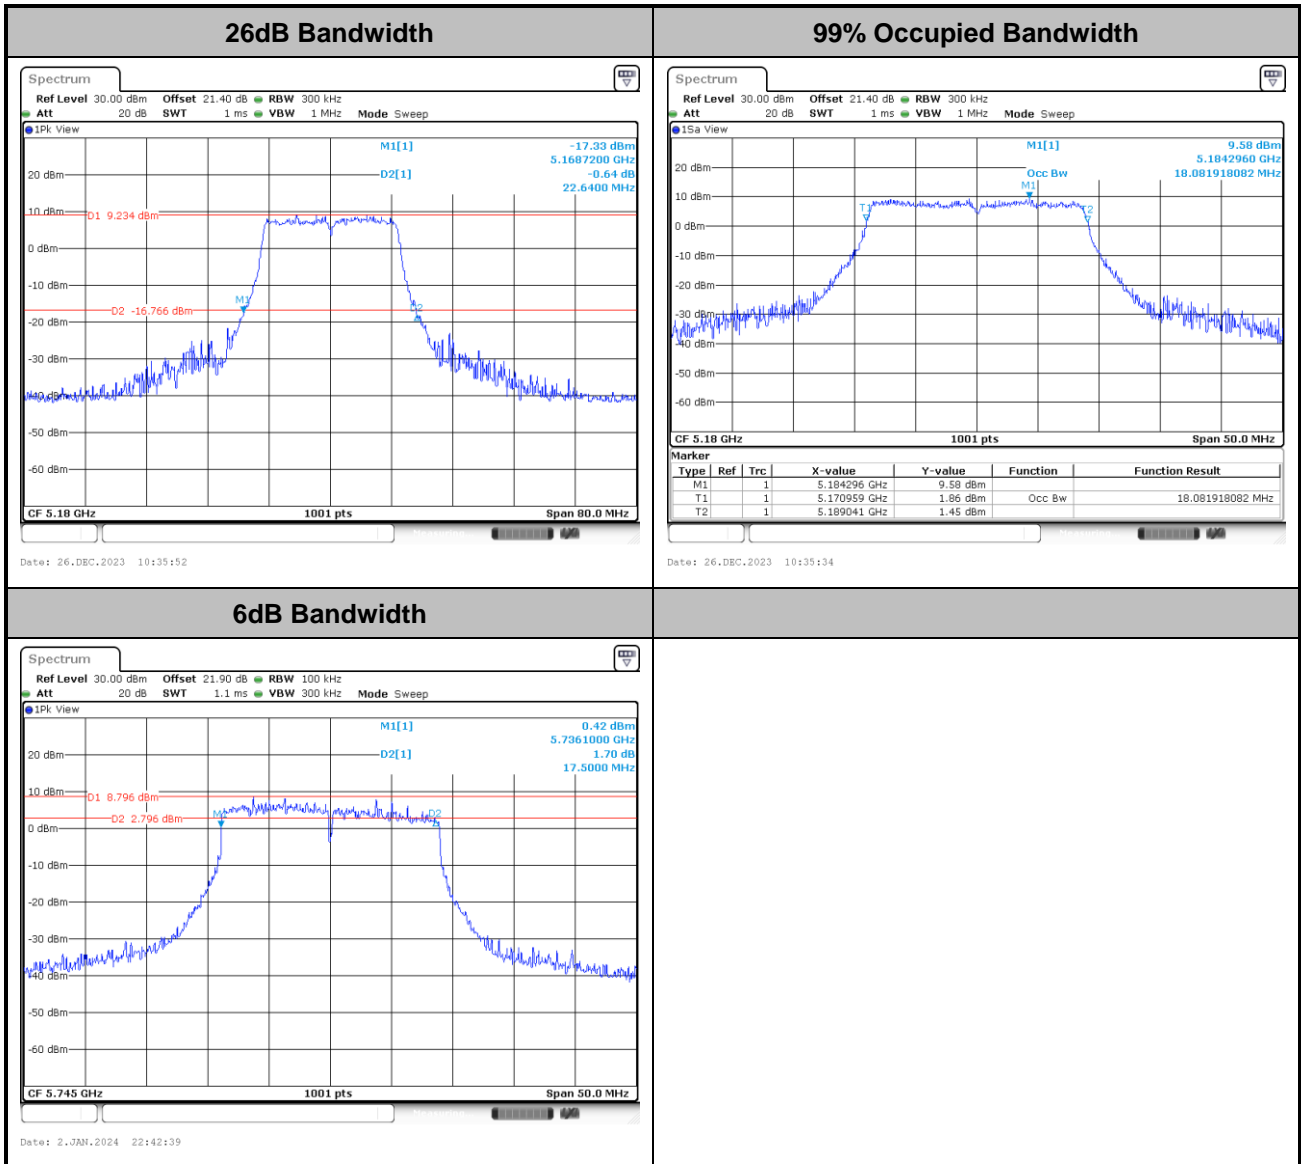 26dB Bandwidth
99% Occupied Bandwidth
Spectrum
Ref Level 30.00 dBm Offset 21.40 dB RBW 300 kHz
Att 20 dB SWT 1 ms VBW 1 MHz Mode Sweep
1Pk View
M1[1] -17.33 dBm
5.1687200 GHz
D2[1] -0.64 dB
22.6400 MHz
20 dBm
10 dBm
D1 9.234 dBm
0 dBm
-10 dBm
M1
D2
D2 -16.766 dBm
-20 dBm
-30 dBm
-40 dBm
-50 dBm
-60 dBm
CF 5.18 GHz 1001 pts Span 80.0 MHz
Measuring...
Date: 26.DEC.2023 10:35:52
Spectrum
Ref Level 30.00 dBm Offset 21.40 dB RBW 300 kHz
Att 20 dB SWT 1 ms VBW 1 MHz Mode Sweep
1Sa View
M1[1] 9.58 dBm
5.1842960 GHz
Occ Bw 18.081918082 MHz
20 dBm
M1
10 dBm
T1
T2
0 dBm
-10 dBm
-20 dBm
-30 dBm
-40 dBm
-50 dBm
-60 dBm
CF 5.18 GHz 1001 pts Span 50.0 MHz
Marker
Type Ref Trc X-value Y-value Function Function Result
M1 1 5.184296 GHz 9.58 dBm
T1 1 5.170959 GHz 1.86 dBm Occ Bw 18.081918082 MHz
T2 1 5.189041 GHz 1.45 dBm
Measuring...
Date: 26.DEC.2023 10:35:34
6dB Bandwidth
Spectrum
Ref Level 30.00 dBm Offset 21.90 dB RBW 100 kHz
Att 20 dB SWT 1.1 ms VBW 300 kHz Mode Sweep
1Pk View
M1[1] 0.42 dBm
5.7361000 GHz
D2[1] 1.70 dB
17.5000 MHz
20 dBm
10 dBm
D1 8.796 dBm
M1
D2
D2 2.796 dBm
0 dBm
-10 dBm
-20 dBm
-30 dBm
-40 dBm
-50 dBm
-60 dBm
CF 5.745 GHz 1001 pts Span 50.0 MHz
Measuring...
Date: 2.JAN.2024 22:42:39